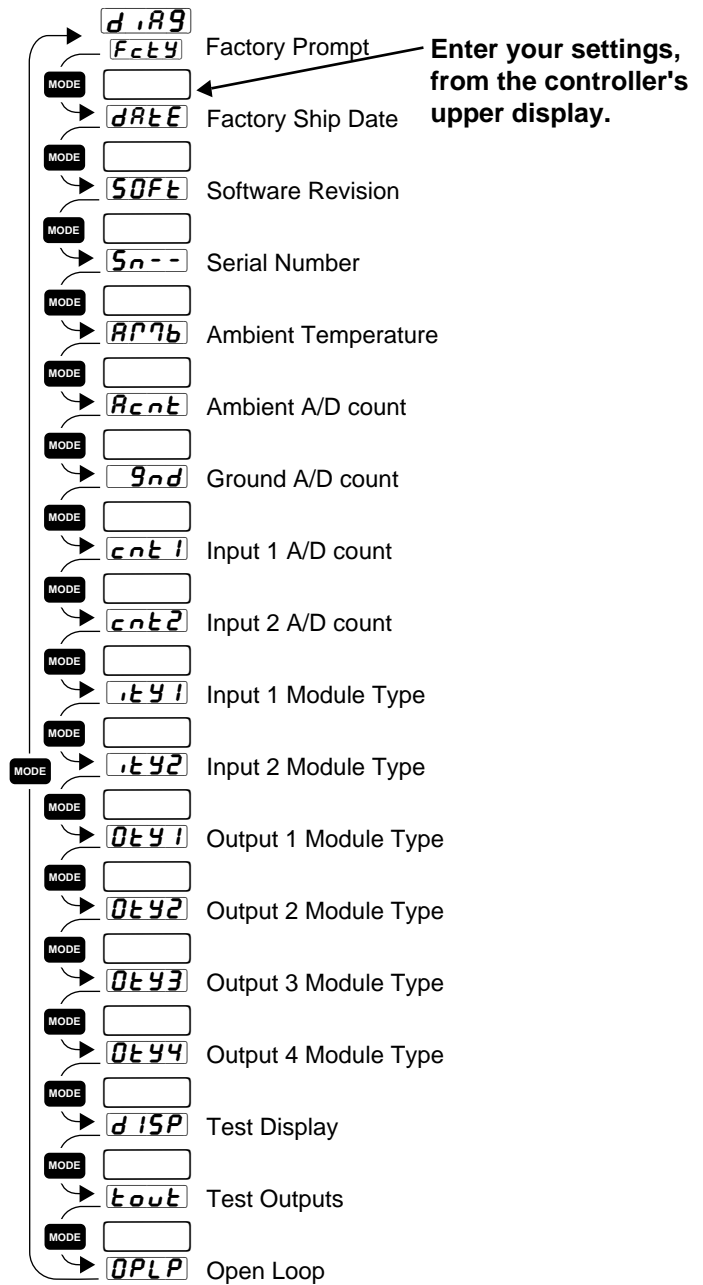 diAg
Fcty Factory Prompt
Enter your settings,
from the controller's
upper display.
MODE
dAtE Factory Ship Date
MODE
SOFt Software Revision
MODE
Sn-- Serial Number
MODE
AMb Ambient Temperature
MODE
Acnt Ambient A/D count
MODE
gnd Ground A/D count
MODE
cnt1 Input 1 A/D count
MODE
cnt2 Input 2 A/D count
MODE
itY1 Input 1 Module Type
MODE
itY2 Input 2 Module Type
MODE
MODE
OtY1 Output 1 Module Type
MODE
OtY2 Output 2 Module Type
MODE
OtY3 Output 3 Module Type
MODE
OtY4 Output 4 Module Type
MODE
dISP Test Display
MODE
tout Test Outputs
MODE
OPLP Open Loop